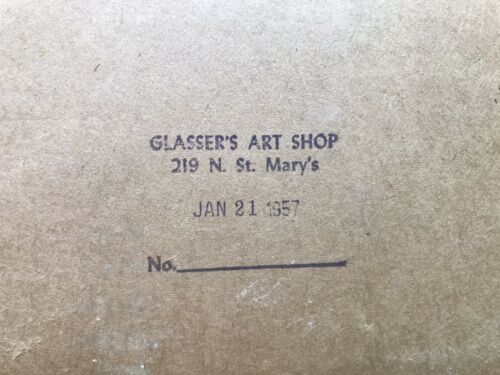 GLASSER'S ART SHOP
219 N. St. Mary's
JAN 21 1957
No.